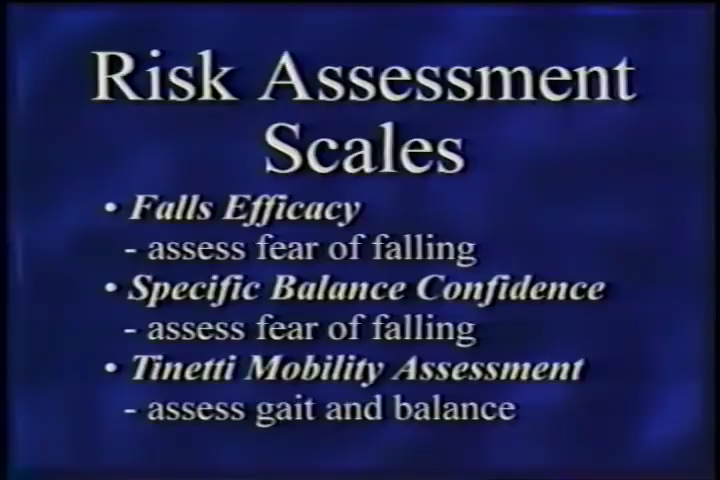 Risk Assessment
Scales
• Falls Efficacy
- assess fear of falling
• Specific Balance Confidence
- assess fear of falling
• Tinetti Mobility Assessment
- assess gait and balance